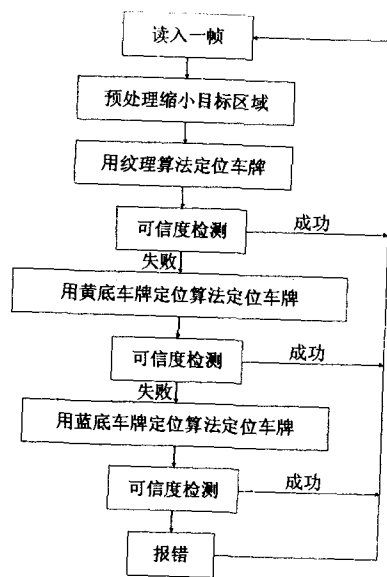 读入一帧
预处理缩小目标区域
用纹理算法定位车牌
可信度检测
成功
失败
用黄底车牌定位算法定位车牌
可信度检测
成功
失败
用蓝底车牌定位算法定位车牌
可信度检测
成功
报错